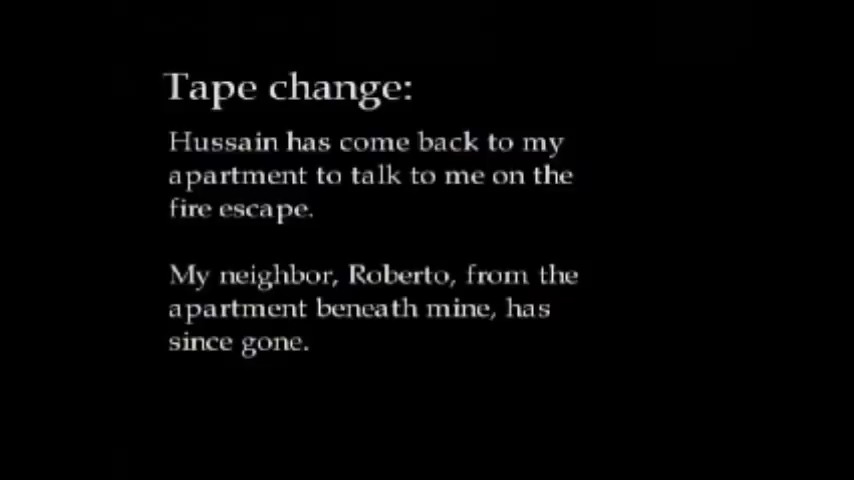 Tape change:
Hussain has come back to my
apartment to talk to me on the
fire escape.
My neighbor, Roberto, from the
apartment beneath mine, has
since gone.